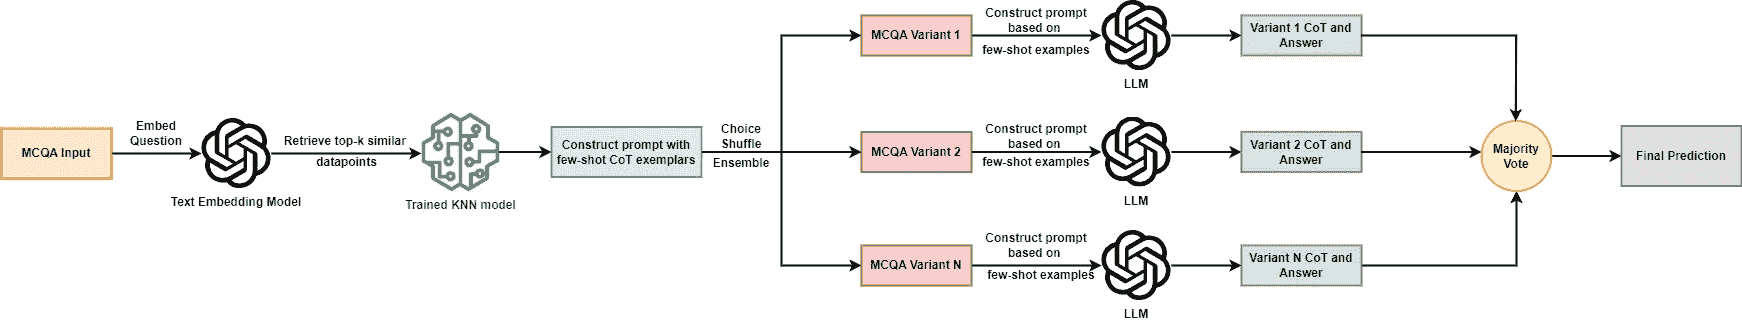 MCQA Input
Embed
Question
Text Embedding Model
Retrieve top-k similar
datapoints
Trained KNN model
Construct prompt with
few-shot CoT exemplars
Choice
Shuffle
Ensemble
MCQA Variant 1
Construct prompt
based on
few-shot examples
LLM
Variant 1 CoT and
Answer
MCQA Variant 2
Construct prompt
based on
few-shot examples
LLM
Variant 2 CoT and
Answer
MCQA Variant N
Construct prompt
based on
few-shot examples
LLM
Variant N CoT and
Answer
Majority
Vote
Final Prediction